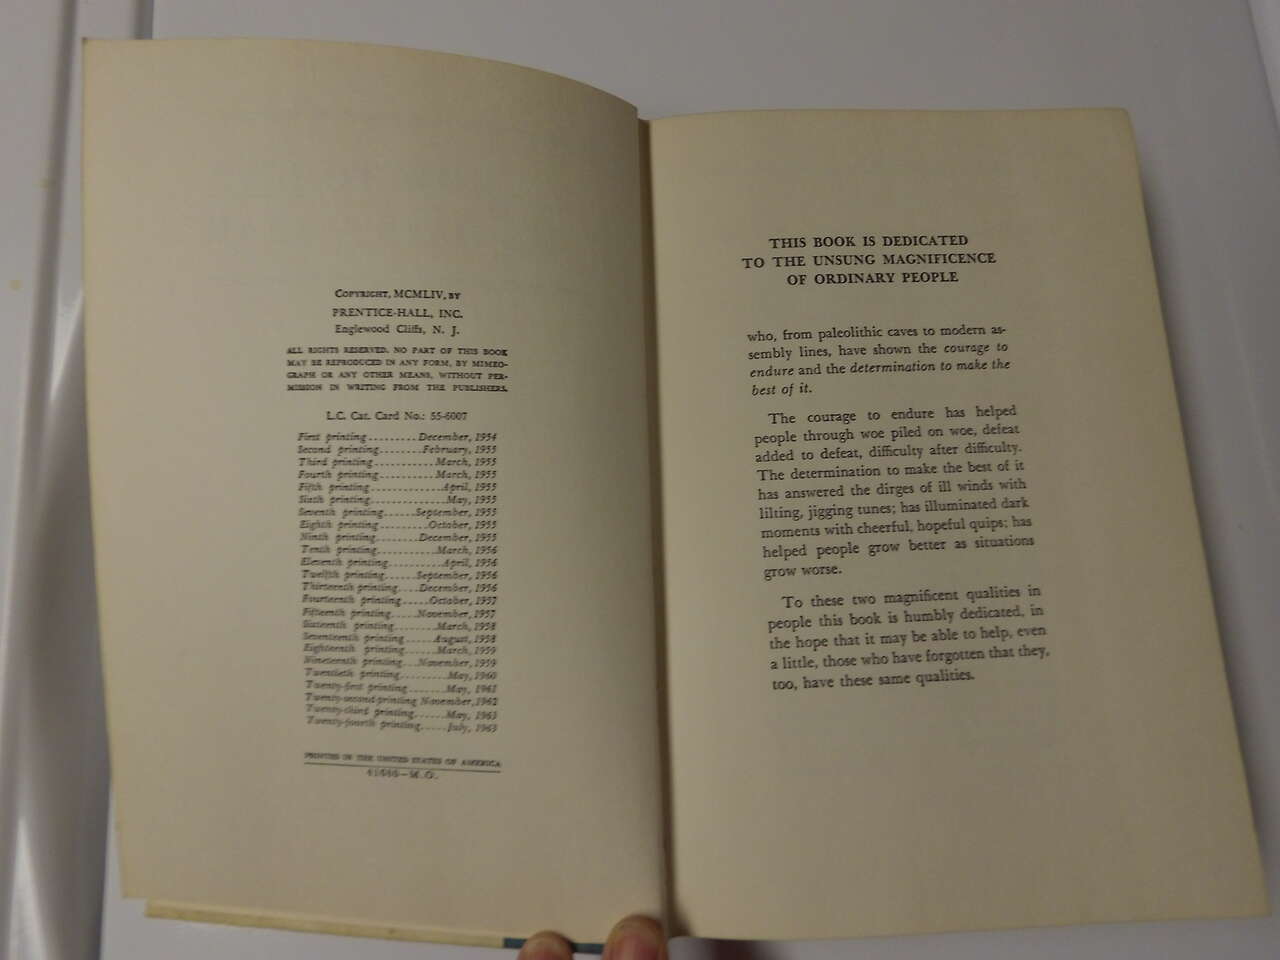 COPYRIGHT, MCMLIV, BY
PRENTICE-HALL, INC.
Englewood Cliffs, N. J.
ALL RIGHTS RESERVED. NO PART OF THIS BOOK
MAY BE REPRODUCED IN ANY FORM, BY MIMEO-
GRAPH OR ANY OTHER MEANS, WITHOUT PER-
MISSION IN WRITING FROM THE PUBLISHERS.
L.C. Cat. Card No.: 55-6007
First printing.........December, 1954
Second printing........February, 1955
Third printing...........March, 1955
Fourth printing..........March, 1955
Fifth printing.............April, 1955
Sixth printing..............May, 1955
Seventh printing......September, 1955
Eighth printing.........October, 1955
Ninth printing........December, 1955
Tenth printing...........March, 1956
Eleventh printing..........April, 1956
Twelfth printing......September, 1956
Thirteenth printing....December, 1956
Fourteenth printing.....October, 1957
Fifteenth printing.....November, 1957
Sixteenth printing........March, 1958
Seventeenth printing.....August, 1958
Eighteenth printing.......March, 1959
Nineteenth printing...November, 1959
Twentieth printing.........May, 1960
Twenty-first printing.......May, 1961
Twenty-second printing November, 1962
Twenty-third printing......May, 1963
Twenty-fourth printing.....July, 1963
PRINTED IN THE UNITED STATES OF AMERICA
THIS BOOK IS DEDICATED
TO THE UNSUNG MAGNIFICENCE
OF ORDINARY PEOPLE
who, from paleolithic caves to modern as-
sembly lines, have shown the courage to
endure and the determination to make the
best of it.
The courage to endure has helped
people through woe piled on woe, defeat
added to defeat, difficulty after difficulty.
The determination to make the best of it
has answered the dirges of ill winds with
lilting, jigging tunes; has illuminated dark
moments with cheerful, hopeful quips; has
helped people grow better as situations
grow worse.
To these two magnificent qualities in
people this book is humbly dedicated, in
the hope that it may be able to help, even
a little, those who have forgotten that they,
too, have these same qualities.